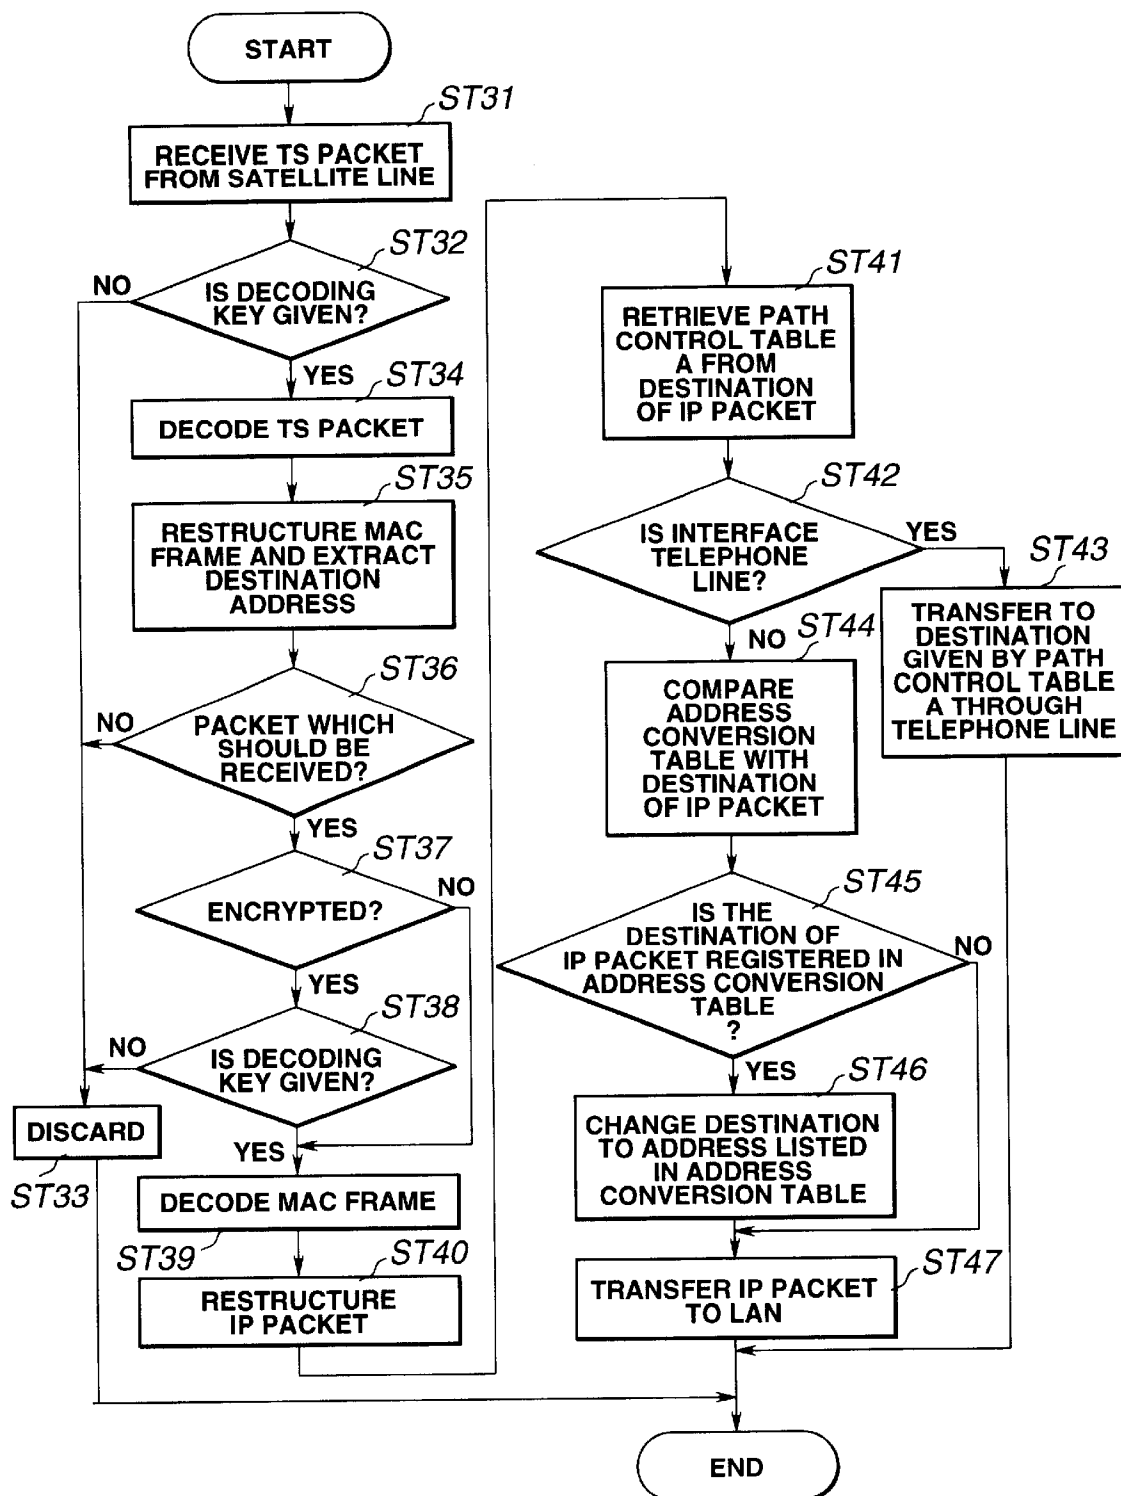 START
ST31
RECEIVE TS PACKET
FROM SATELLITE LINE
ST32
NO
IS DECODING
KEY GIVEN?
YES
ST34
DECODE TS PACKET
ST35
RESTRUCTURE MAC
FRAME AND EXTRACT
DESTINATION
ADDRESS
ST36
NO
PACKET WHICH
SHOULD BE
RECEIVED?
YES
ST37
NO
ENCRYPTED?
YES
ST38
NO
IS DECODING
KEY GIVEN?
DISCARD
ST33
YES
DECODE MAC FRAME
ST39
ST40
RESTRUCTURE
IP PACKET
ST41
RETRIEVE PATH
CONTROL TABLE
A FROM
DESTINATION
OF IP PACKET
ST42
IS INTERFACE
TELEPHONE
LINE?
YES
ST43
TRANSFER TO
DESTINATION
GIVEN BY PATH
CONTROL TABLE
A THROUGH
TELEPHONE LINE
NO
ST44
COMPARE
ADDRESS
CONVERSION
TABLE WITH
DESTINATION
OF IP PACKET
ST45
IS THE
DESTINATION OF
IP PACKET REGISTERED IN
ADDRESS CONVERSION
TABLE
?
NO
YES
ST46
CHANGE DESTINATION
TO ADDRESS LISTED
IN ADDRESS
CONVERSION TABLE
ST47
TRANSFER IP PACKET
TO LAN
END